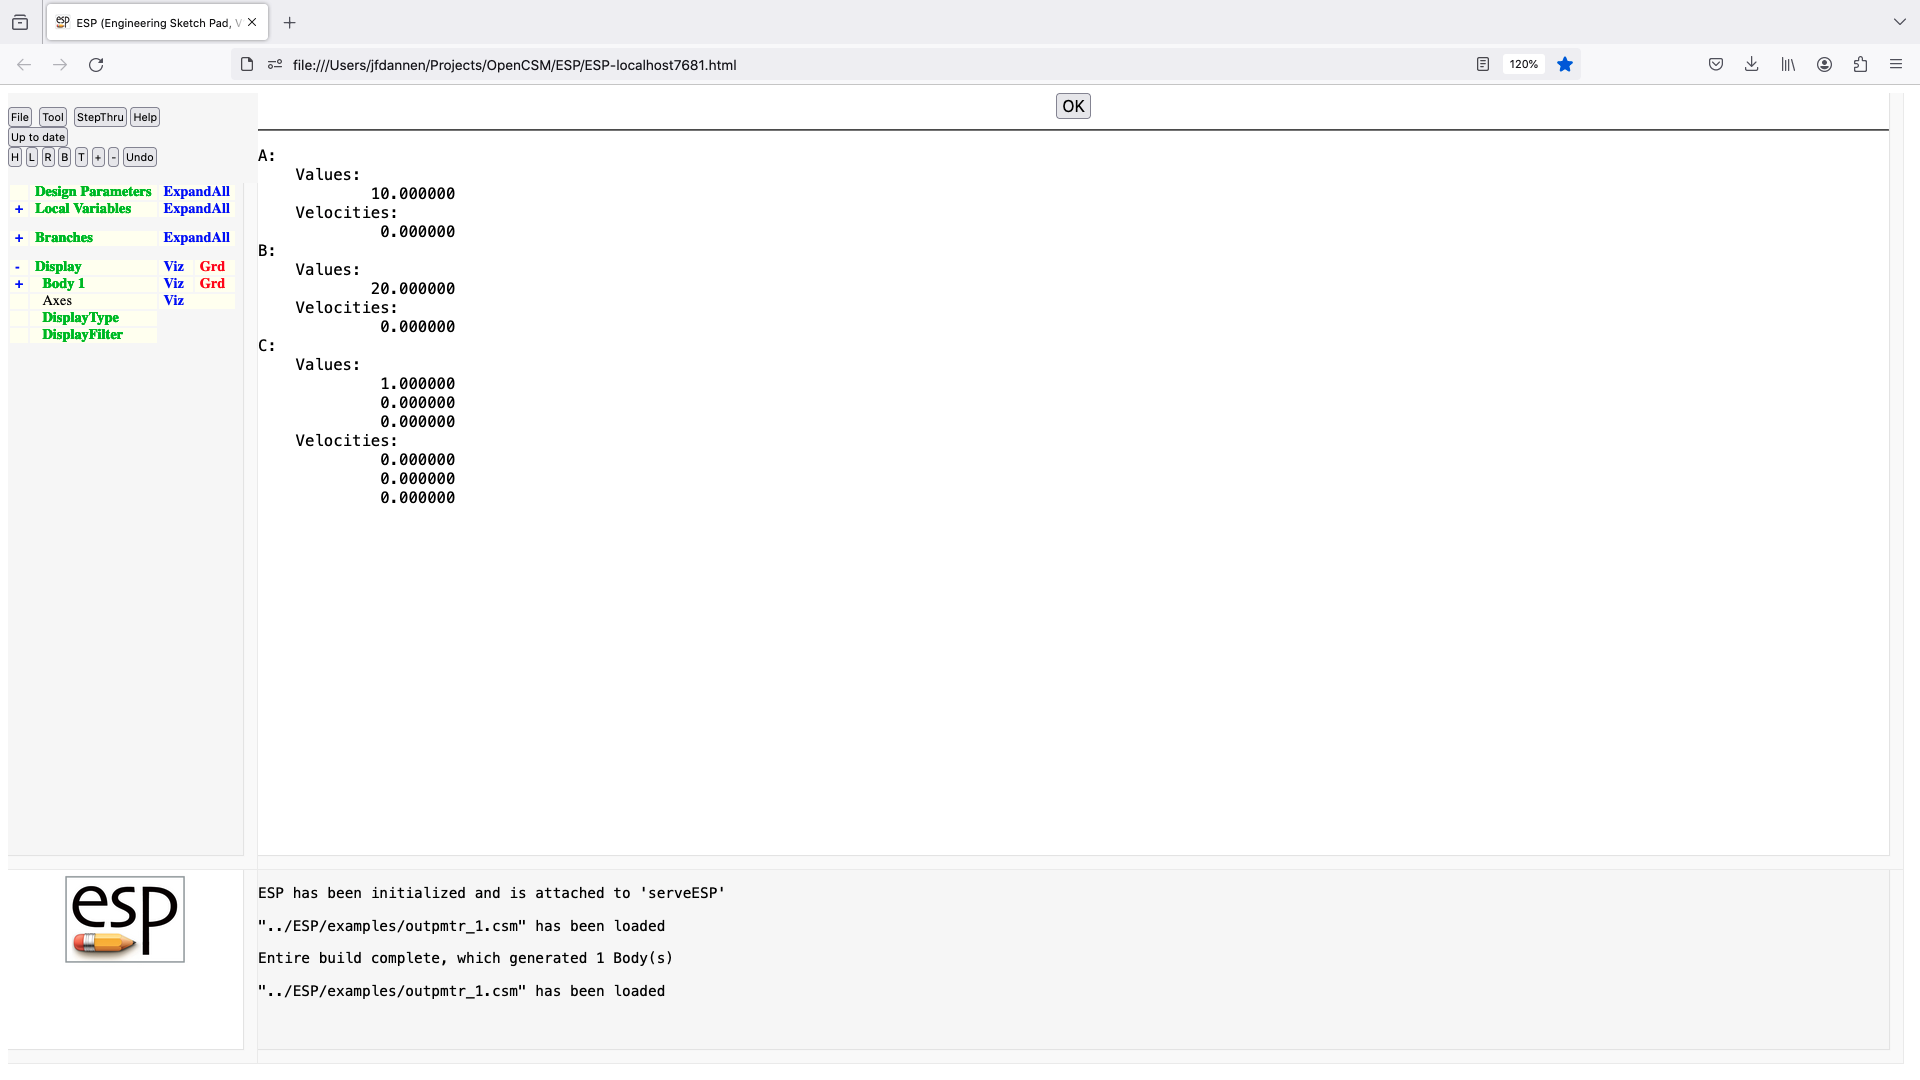 ESP (Engineering Sketch Pad, V
file:///Users/jfdannen/Projects/OpenCSM/ESP/ESP-localhost7681.html
120%
File Tool StepThru Help
Up to date
H L R B T + - Undo
Design Parameters ExpandAll
+ Local Variables ExpandAll
+ Branches ExpandAll
- Display Viz Grd
+ Body 1 Viz Grd
Axes Viz
DisplayType
DisplayFilter
OK
A:
Values:
10.000000
Velocities:
0.000000
B:
Values:
20.000000
Velocities:
0.000000
C:
Values:
1.000000
0.000000
0.000000
Velocities:
0.000000
0.000000
0.000000
esp
ESP has been initialized and is attached to 'serveESP'
"../ESP/examples/outpmtr_1.csm" has been loaded
Entire build complete, which generated 1 Body(s)
"../ESP/examples/outpmtr_1.csm" has been loaded